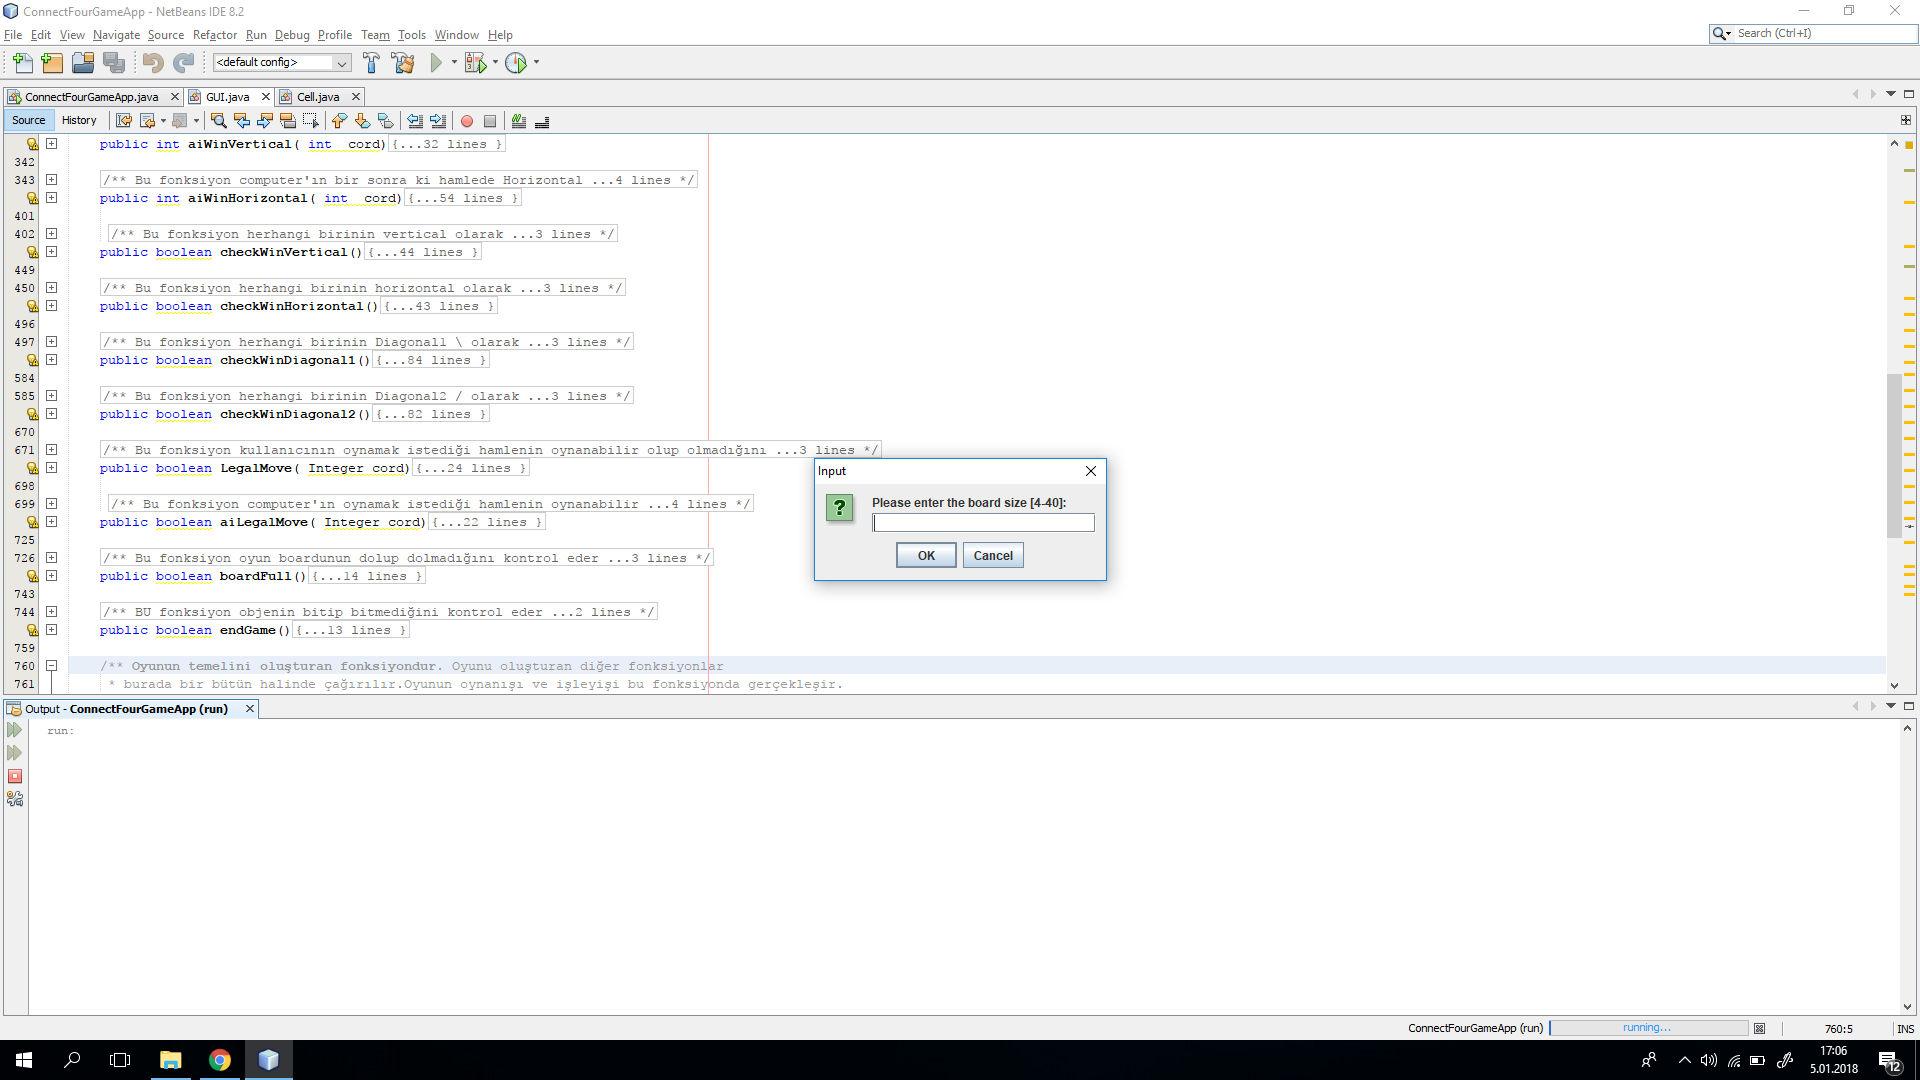 ConnectFourGameApp - NetBeans IDE 8.2
File Edit View Navigate Source Refactor Run Debug Profile Team Tools Window Help
Search (Ctrl+I)
<default config>
ConnectFourGameApp.java GUI.java Cell.java
Source History
public int aiWinVertical( int cord){...32 lines }
342
343 /** Bu fonksiyon computer'ın bir sonra ki hamlede Horizontal ...4 lines */
public int aiWinHorizontal( int cord){...54 lines }
401
402 /** Bu fonksiyon herhangi birinin vertical olarak ...3 lines */
public boolean checkWinVertical(){...44 lines }
449
450 /** Bu fonksiyon herhangi birinin horizontal olarak ...3 lines */
public boolean checkWinHorizontal(){...43 lines }
496
497 /** Bu fonksiyon herhangi birinin Diagonal1 \ olarak ...3 lines */
public boolean checkWinDiagonal1(){...84 lines }
584
585 /** Bu fonksiyon herhangi birinin Diagonal2 / olarak ...3 lines */
public boolean checkWinDiagonal2(){...82 lines }
670
671 /** Bu fonksiyon kullanıcının oynamak istediği hamlenin oynanabilir olup olmadığını ...3 lines */
public boolean LegalMove( Integer cord){...24 lines }
698
699 /** Bu fonksiyon computer'ın oynamak istediği hamlenin oynanabilir ...4 lines */
public boolean aiLegalMove( Integer cord){...22 lines }
725
726 /** Bu fonksiyon oyun boardunun dolup dolmadığını kontrol eder ...3 lines */
public boolean boardFull(){...14 lines }
743
744 /** BU fonksiyon objenin bitip bitmediğini kontrol eder ...2 lines */
public boolean endGame(){...13 lines }
759
760 /** Oyunun temelini oluşturan fonksiyondur. Oyunu oluşturan diğer fonksiyonlar
761 * burada bir bütün halinde çağırılır.Oyunun oynanışı ve işleyişi bu fonksiyonda gerçekleşir.
Input
?
Please enter the board size [4-40]:
OK Cancel
Output - ConnectFourGameApp (run)
run:
ConnectFourGameApp (run) running... 760:5 INS
17:06
5.01.2018
12